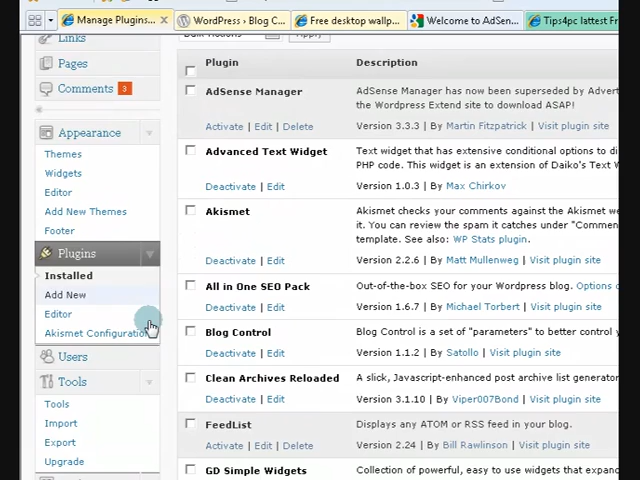 Manage Plugins...
WordPress › Blog C...
Free desktop wallp...
Welcome to AdSen...
Tips4pc lattest Fr
Links
Pages
Comments 3
Appearance
Themes
Widgets
Editor
Add New Themes
Footer
Plugins
Installed
Add New
Editor
Akismet Configuration
Users
Tools
Tools
Import
Export
Upgrade
Bulk Actions Apply
Plugin Description
AdSense Manager
AdSense Manager has now been superseded by Advert
the Wordpress Extend site to download ASAP!
Activate | Edit | Delete
Version 3.3.3 | By Martin Fitzpatrick | Visit plugin site
Advanced Text Widget
Text widget that has extensive conditional options to di
PHP code. This widget is an extension of Daiko's Text W
Deactivate | Edit
Version 1.0.3 | By Max Chirkov
Akismet
Akismet checks your comments against the Akismet we
it. You can review the spam it catches under "Commen
template. See also: WP Stats plugin.
Deactivate | Edit
Version 2.2.6 | By Matt Mullenweg | Visit plugin site
All in One SEO Pack
Out-of-the-box SEO for your Wordpress blog. Options c
Deactivate | Edit
Version 1.6.7 | By Michael Torbert | Visit plugin site
Blog Control
Blog Control is a set of "parameters" to better control y
Deactivate | Edit
Version 1.1.2 | By Satollo | Visit plugin site
Clean Archives Reloaded
A slick, Javascript-enhanced post archive list generator
Deactivate | Edit
Version 3.1.10 | By Viper007Bond | Visit plugin site
FeedList
Displays any ATOM or RSS feed in your blog.
Activate | Edit | Delete
Version 2.24 | By Bill Rawlinson | Visit plugin site
GD Simple Widgets
Collection of powerful, easy to use widgets that expand